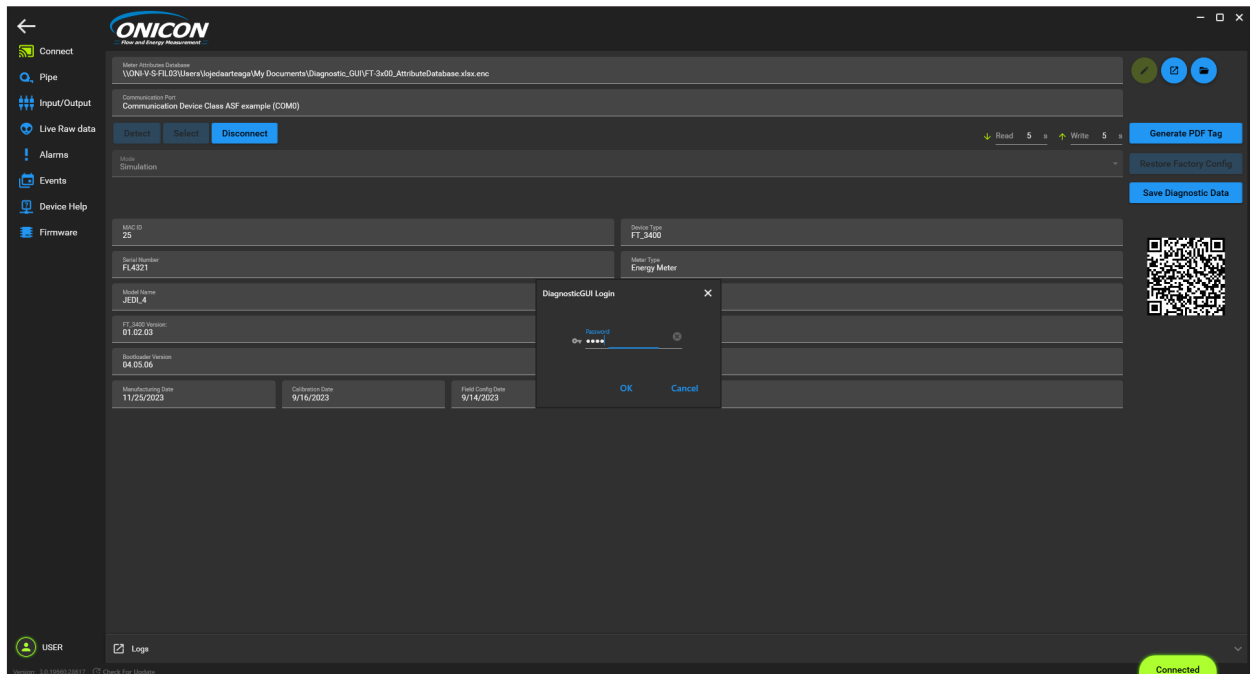 ONICON
Flow and Energy Measurement
Connect
Pipe
Input/Output
Live Raw data
Alarms
Events
Device Help
Firmware
Meter Attributes Database
\\ONI-V-S-FIL03\Users\lojedaarteaga\My Documents\Diagnostic_GUI\FT-3x00_AttributeDatabase.xlsx.enc
Communication Port
Communication Device Class ASF example (COM0)
Detect Select Disconnect
Read 5 s Write 5 s
Generate PDF Tag
Mode
Simulation
Restore Factory Config
Save Diagnostic Data
MAC ID
25
Device Type
FT_3400
Serial Number
FL4321
Meter Type
Energy Meter
Model Name
JEDI_4
FT_3400 Version:
01.02.03
Bootloader Version
04.05.06
Manufacturing Date
11/25/2023
Calibration Date
9/16/2023
Field Config Date
9/14/2023
DiagnosticGUI Login
Password
••••
OK Cancel
USER
Logs
Check For Update
Connected